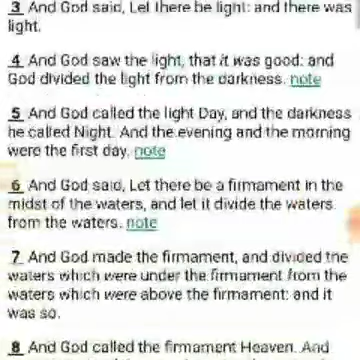 3 And God said, Let there be light: and there was
light.
4 And God saw the light, that it was good: and
God divided the light from the darkness. note
5 And God called the light Day, and the darkness
he called Night. And the evening and the morning
were the first day. note
6 And God said, Let there be a firmament in the
midst of the waters, and let it divide the waters
from the waters. note
7 And God made the firmament, and divided the
waters which were under the firmament from the
waters which were above the firmament: and it
was so.
8 And God called the firmament Heaven. And